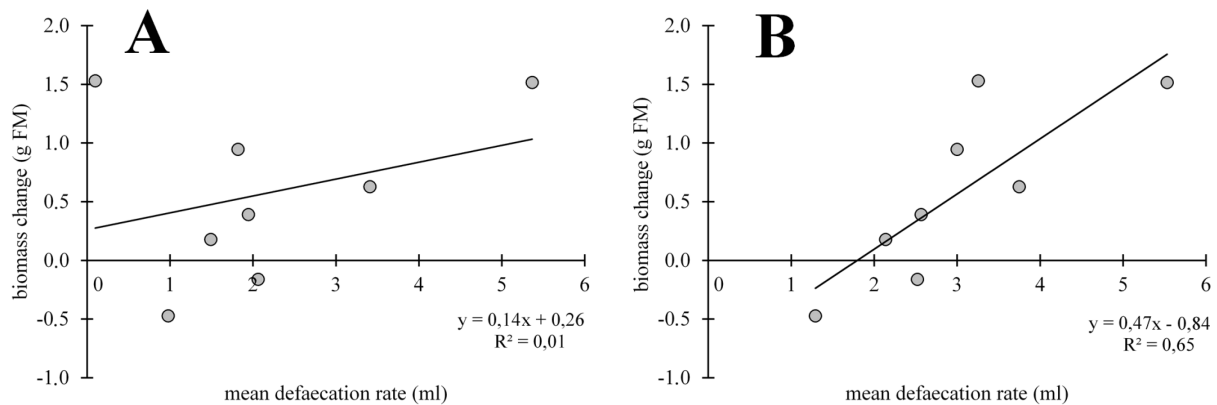 A
2.0
1.5
1.0
0.5
0.0
-0.5
-1.0
0 1 2 3 4 5 6
biomass change (g FM)
y = 0,14x + 0,26
R² = 0,01
mean defaecation rate (ml)
B
2.0
1.5
1.0
0.5
0.0
-0.5
-1.0
0 1 2 3 4 5 6
biomass change (g FM)
y = 0,47x - 0,84
R² = 0,65
mean defaecation rate (ml)